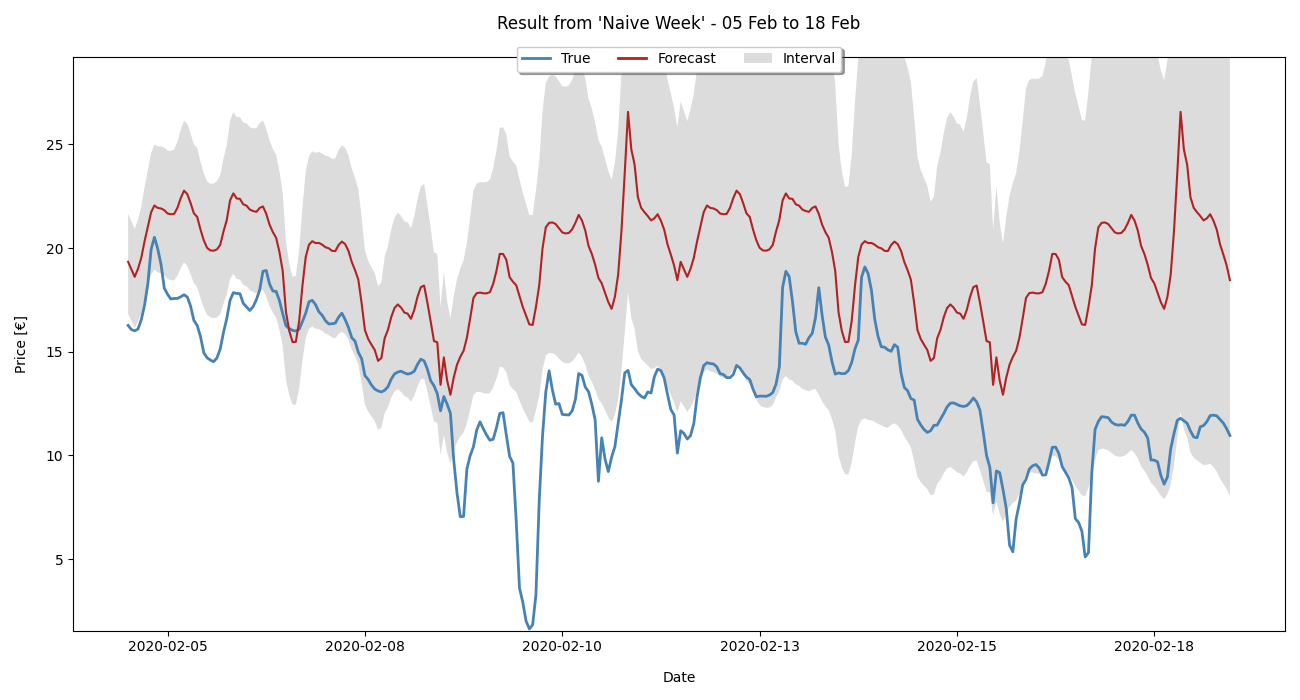 Result from 'Naive Week' - 05 Feb to 18 Feb
True Forecast Interval
25
20
15
10
5
Price [€]
2020-02-05 2020-02-08 2020-02-10 2020-02-13 2020-02-15 2020-02-18
Date